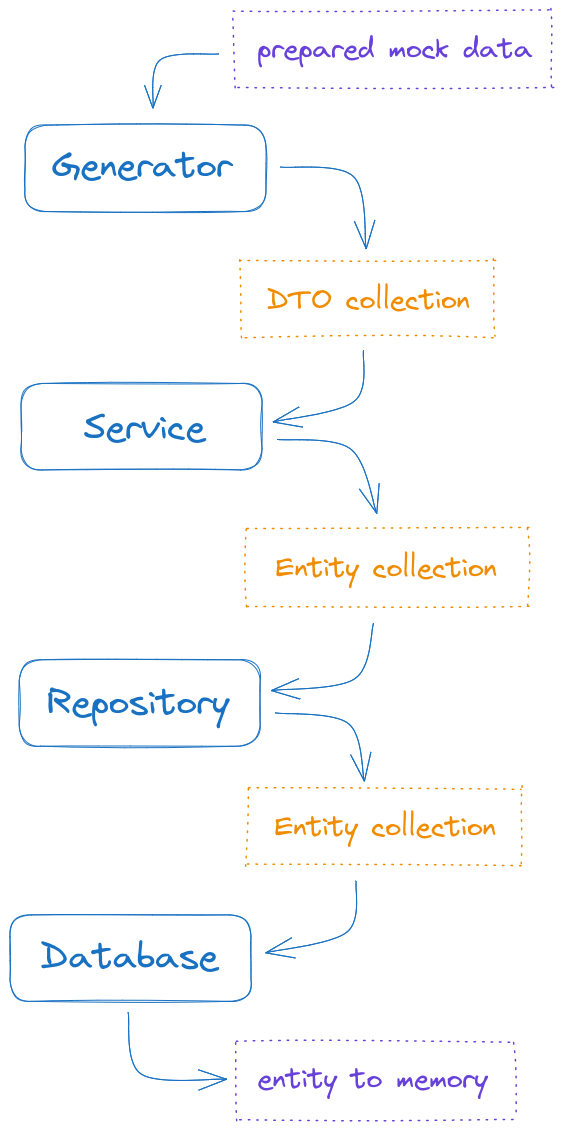 prepared mock data
Generator
DTO collection
Service
Entity collection
Repository
Entity collection
Database
entity to memory